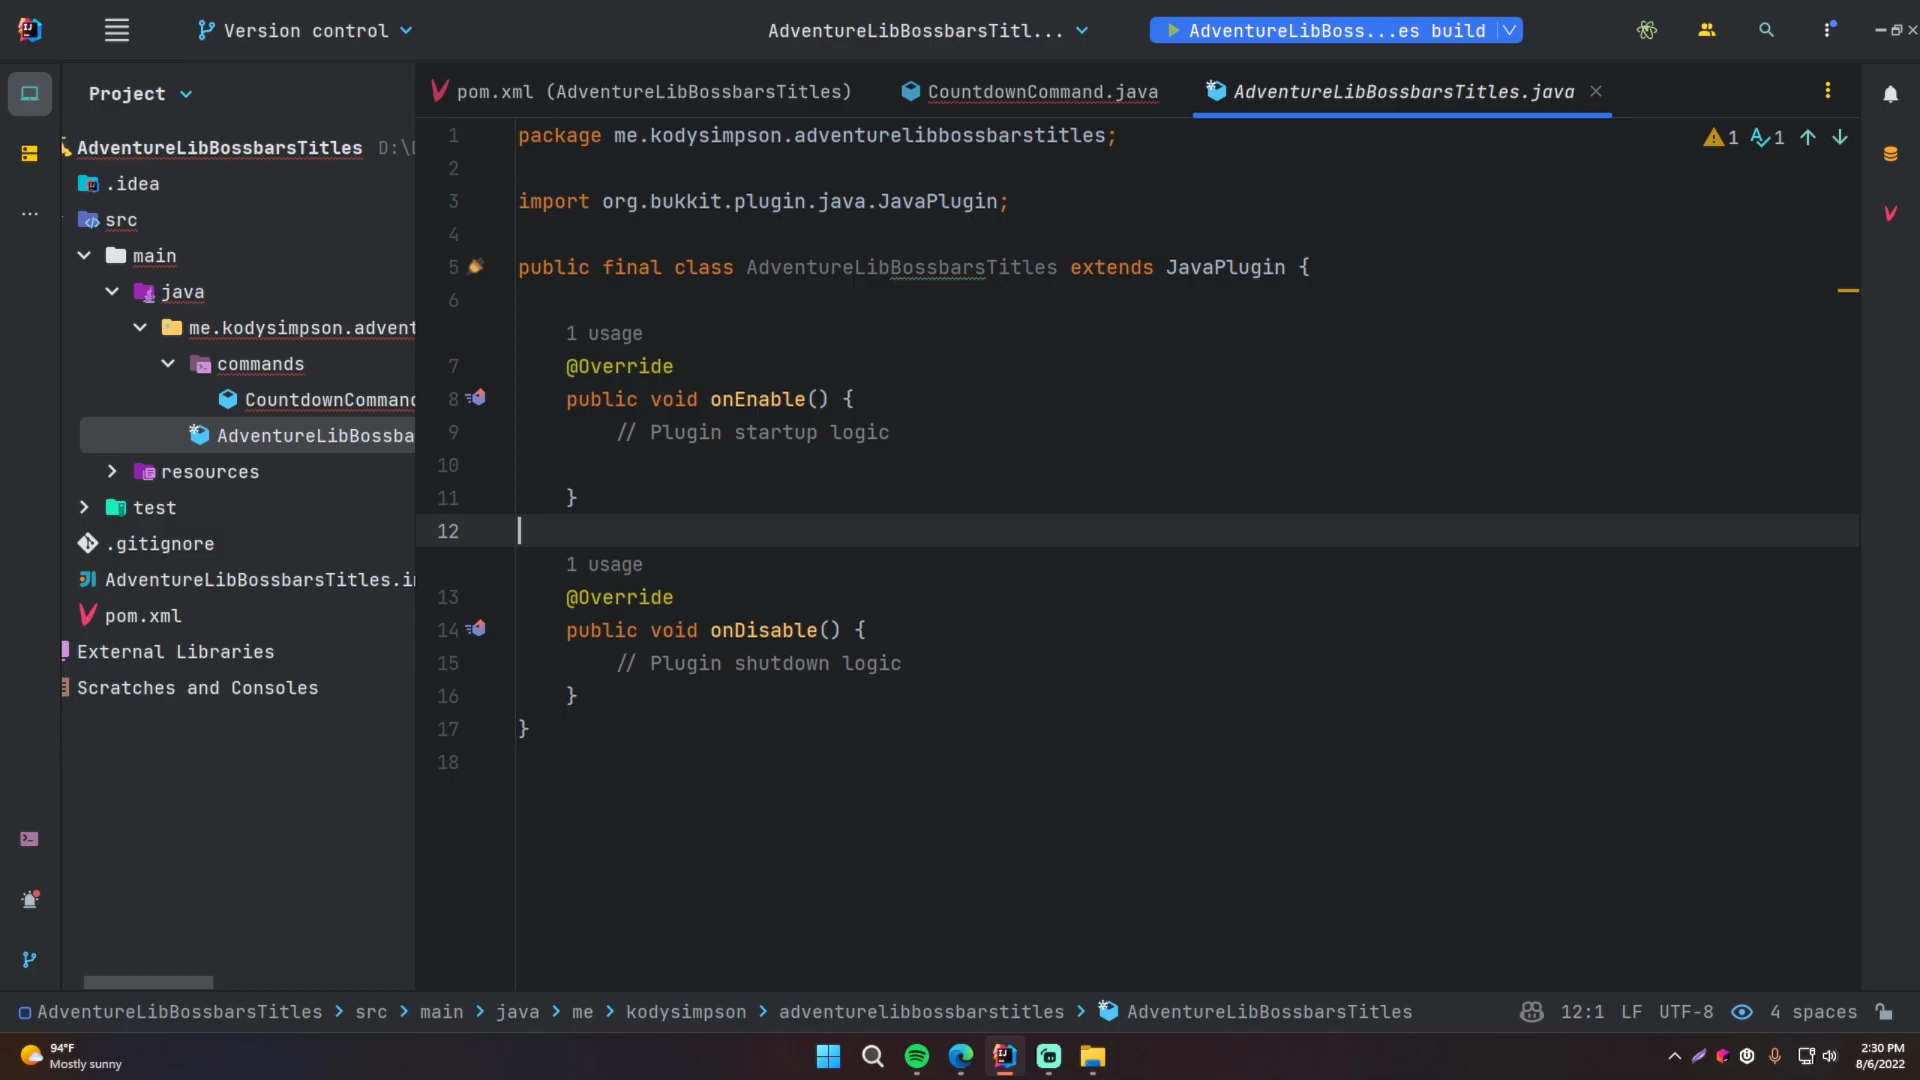 Version control
AdventureLibBossbarsTitl...
AdventureLibBoss...es build
Project
pom.xml (AdventureLibBossbarsTitles)
CountdownCommand.java
AdventureLibBossbarsTitles.java
AdventureLibBossbarsTitles D:\
.idea
src
main
java
me.kodysimpson.advent
commands
CountdownCommand
AdventureLibBossba
resources
test
.gitignore
AdventureLibBossbarsTitles.i
pom.xml
External Libraries
Scratches and Consoles
1 package me.kodysimpson.adventurelibbossbarstitles;
2
3 import org.bukkit.plugin.java.JavaPlugin;
4
5 public final class AdventureLibBossbarsTitles extends JavaPlugin {
6
1 usage
7 @Override
8 public void onEnable() {
9 // Plugin startup logic
10
11 }
12
1 usage
13 @Override
14 public void onDisable() {
15 // Plugin shutdown logic
16 }
17 }
18
1 1
AdventureLibBossbarsTitles > src > main > java > me > kodysimpson > adventurelibbossbarstitles > AdventureLibBossbarsTitles
12:1 LF UTF-8 4 spaces
94°F
Mostly sunny
2:30 PM
8/6/2022